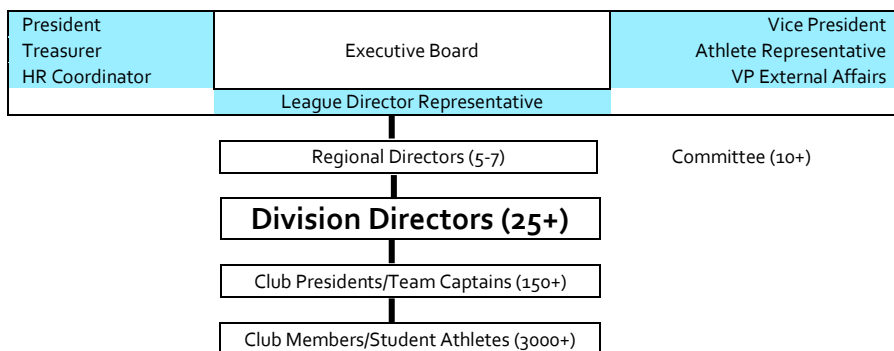 President
Treasurer
HR Coordinator
Executive Board
Vice President
Athlete Representative
VP External Affairs
League Director Representative
Regional Directors (5-7)
Committee (10+)
Division Directors (25+)
Club Presidents/Team Captains (150+)
Club Members/Student Athletes (3000+)